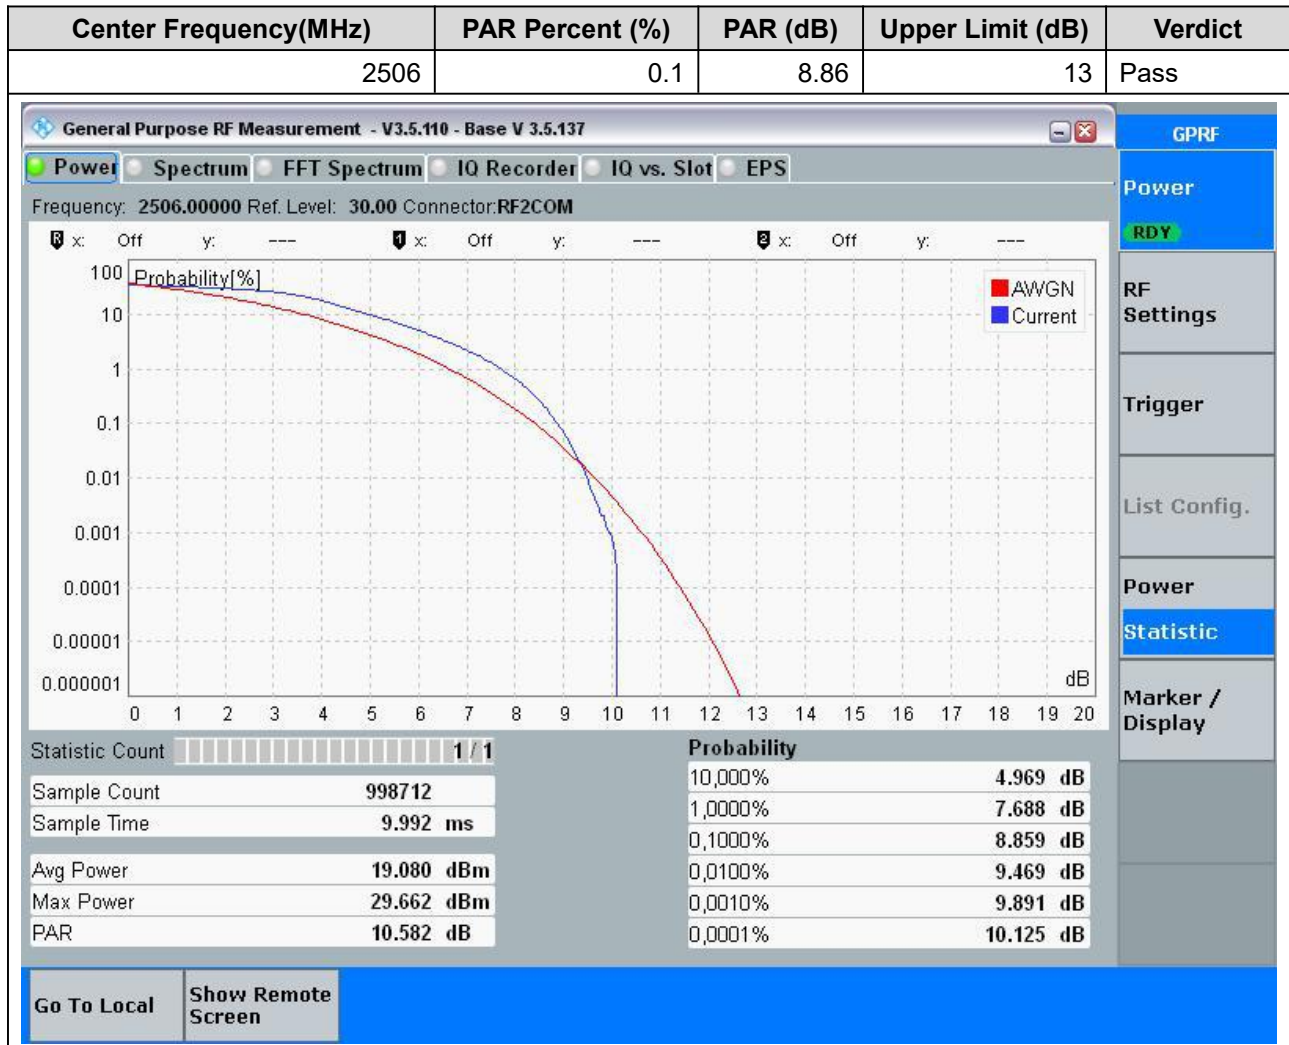 Center Frequency(MHz) PAR Percent (%) PAR (dB) Upper Limit (dB) Verdict
2506 0.1 8.86 13 Pass
General Purpose RF Measurement - V3.5.110 - Base V 3.5.137
GPRF
Power Spectrum FFT Spectrum IQ Recorder IQ vs. Slot EPS
Power
RDY
Frequency: 2506.00000 Ref. Level: 30.00 Connector:RF2COM
R x: Off y: --- 1 x: Off y: --- 2 x: Off y: ---
Probability[%]
AWGN
Current
100
10
1
0.1
0.01
0.001
0.0001
0.00001
0.000001
dB
0 1 2 3 4 5 6 7 8 9 10 11 12 13 14 15 16 17 18 19 20
RF
Settings
Trigger
List Config.
Power
Statistic
Marker /
Display
Statistic Count 1 / 1
Sample Count 998712
Sample Time 9.992 ms
Avg Power 19.080 dBm
Max Power 29.662 dBm
PAR 10.582 dB
Probability
10,000% 4.969 dB
1,0000% 7.688 dB
0,1000% 8.859 dB
0,0100% 9.469 dB
0,0010% 9.891 dB
0,0001% 10.125 dB
Go To Local
Show Remote
Screen